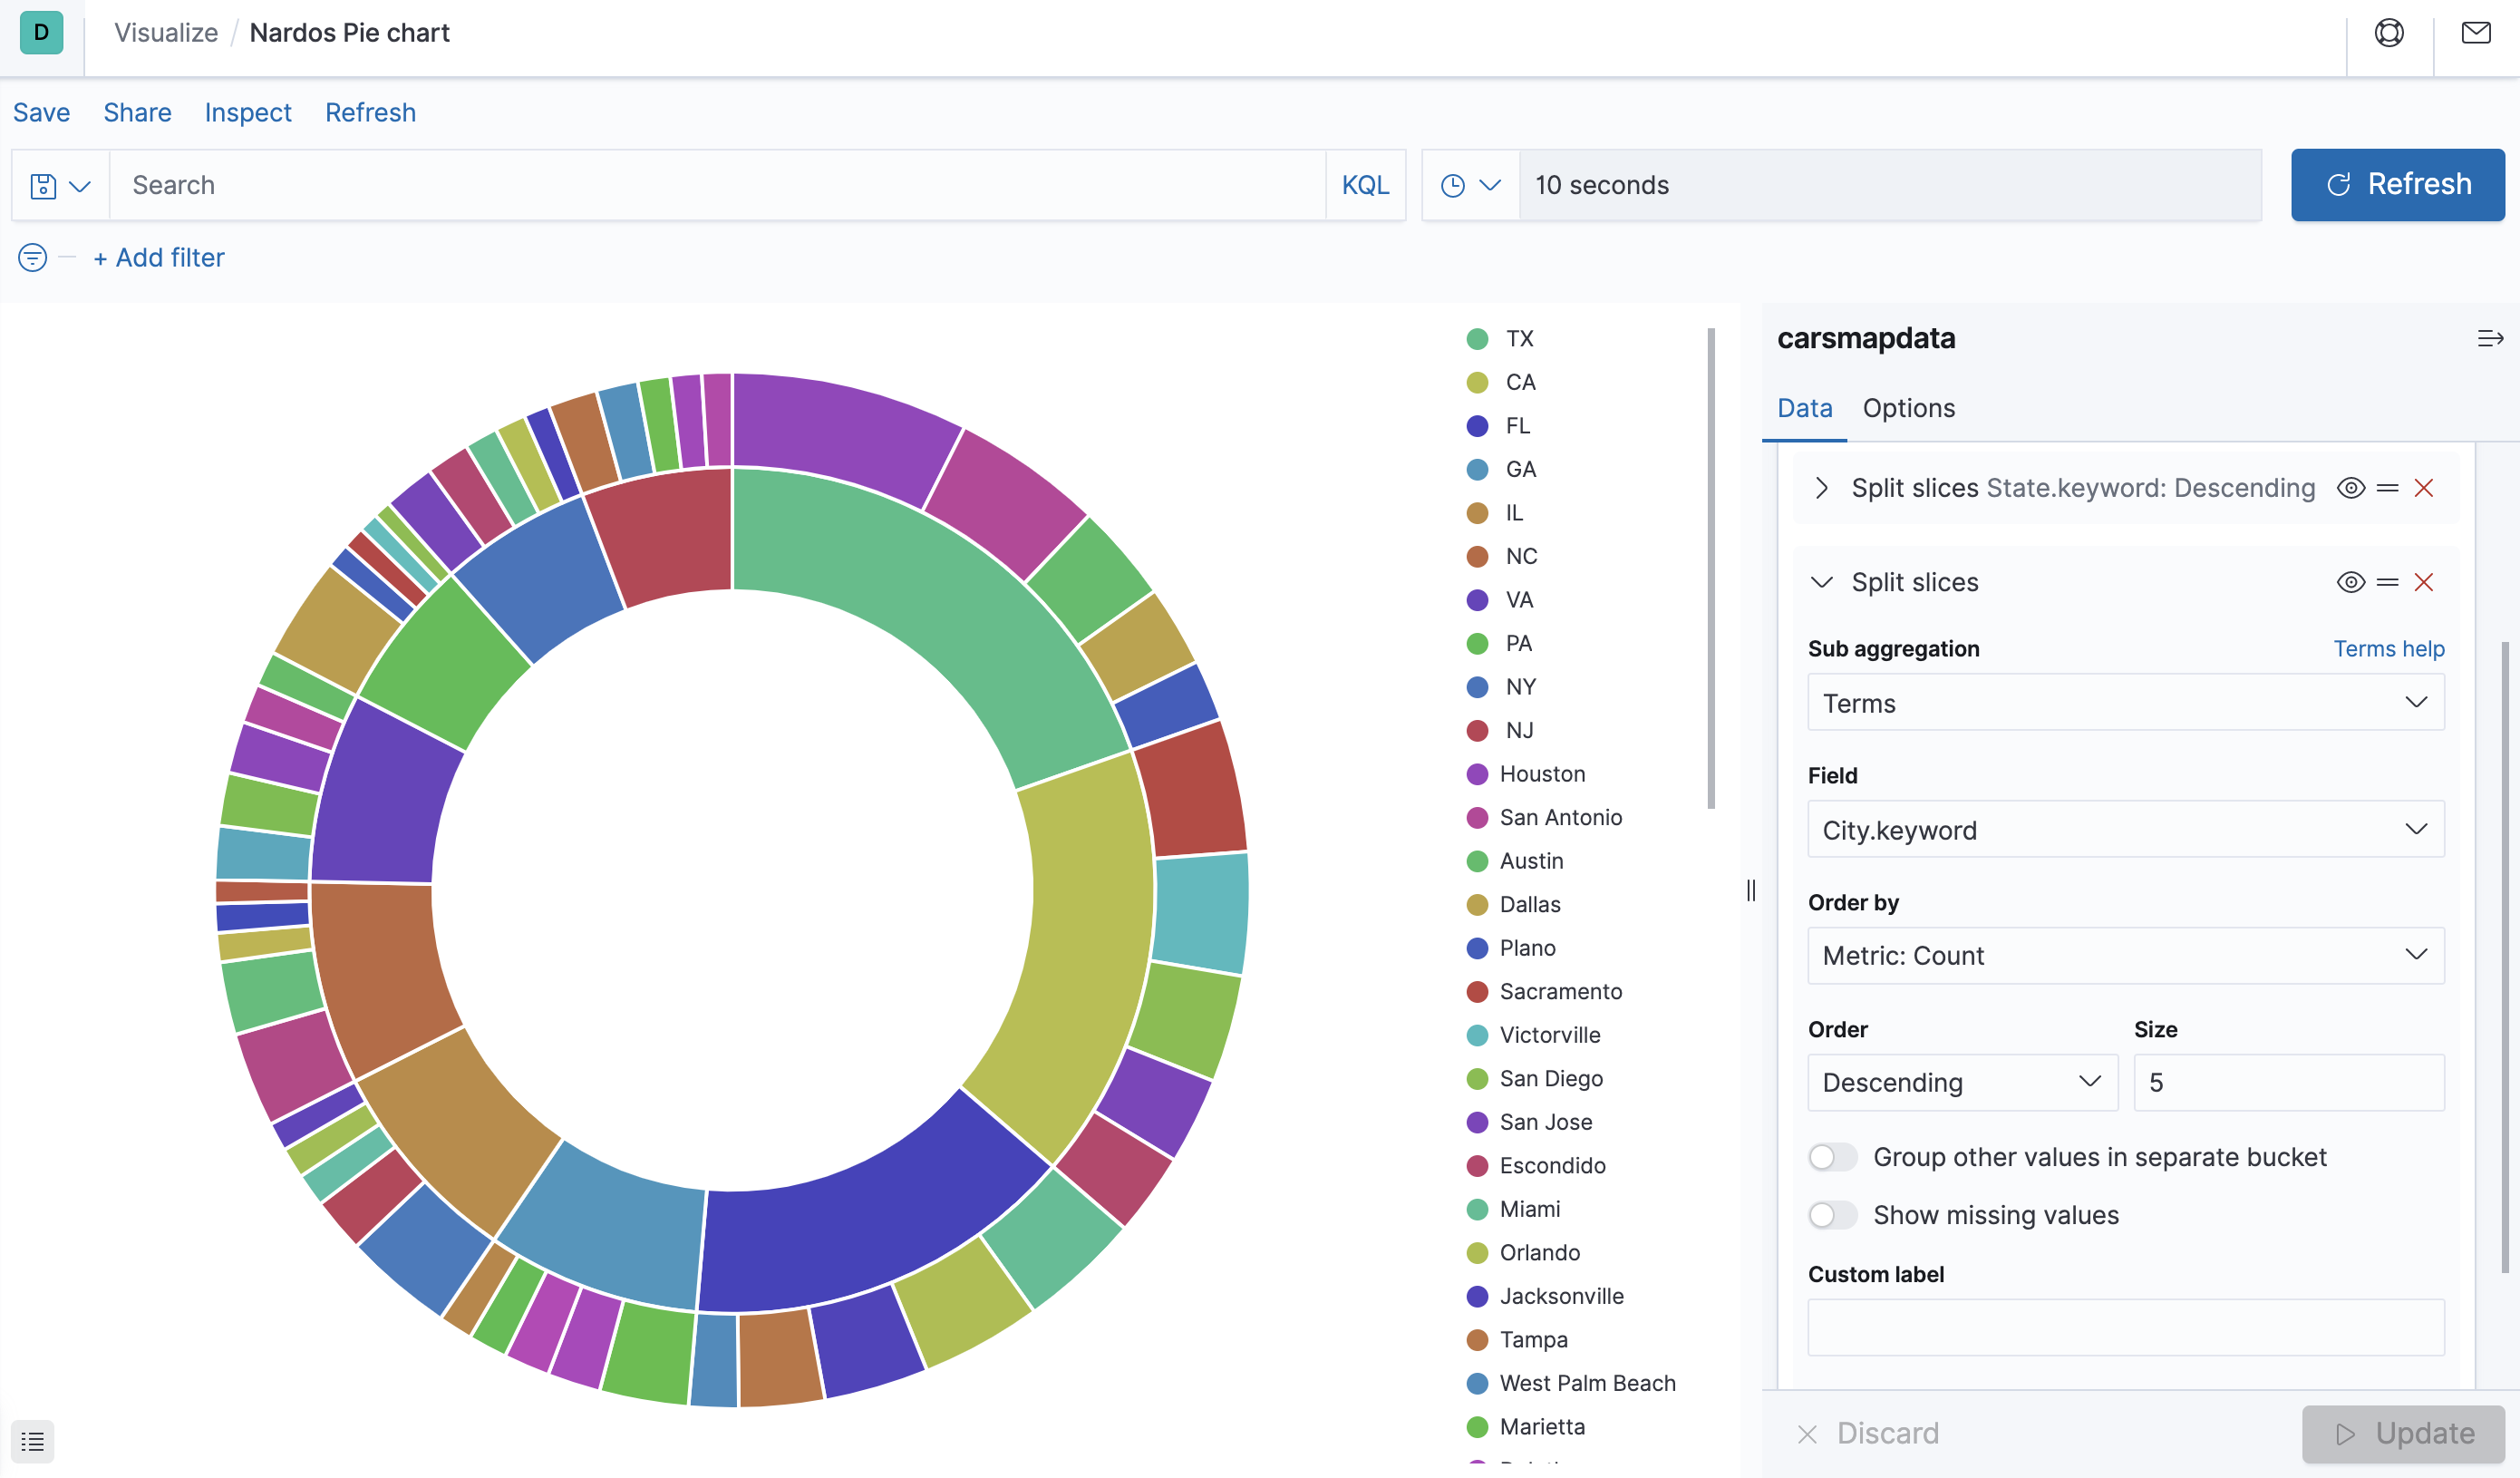 D
Visualize / Nardos Pie chart
Save Share Inspect Refresh
Search KQL 10 seconds Refresh
+ Add filter
TX
CA
FL
GA
IL
NC
VA
PA
NY
NJ
Houston
San Antonio
Austin
Dallas
Plano
Sacramento
Victorville
San Diego
San Jose
Escondido
Miami
Orlando
Jacksonville
Tampa
West Palm Beach
Marietta
carsmapdata
Data Options
Split slices State.keyword: Descending
Split slices
Sub aggregation Terms help
Terms
Field
City.keyword
Order by
Metric: Count
Order Size
Descending 5
Group other values in separate bucket
Show missing values
Custom label
Discard Update